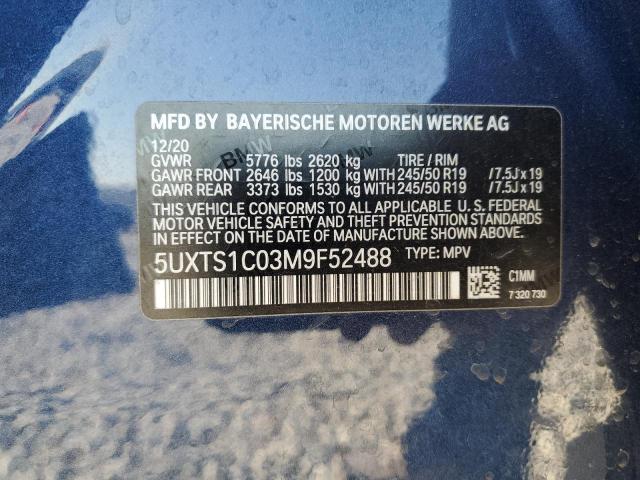 MFD BY BAYERISCHE MOTOREN WERKE AG
12/20
GVWR 5776 lbs 2620 kg TIRE / RIM
GAWR FRONT 2646 lbs 1200 kg WITH 245/50 R19 /7.5J x 19
GAWR REAR 3373 lbs 1530 kg WITH 245/50 R19 /7.5J x 19
THIS VEHICLE CONFORMS TO ALL APPLICABLE U. S. FEDERAL
MOTOR VEHICLE SAFETY AND THEFT PREVENTION STANDARDS
IN EFFECT ON THE DATE OF MANUFACTURE SHOWN ABOVE.
5UXTS1C03M9F52488 TYPE: MPV
C1MM
7 320 730